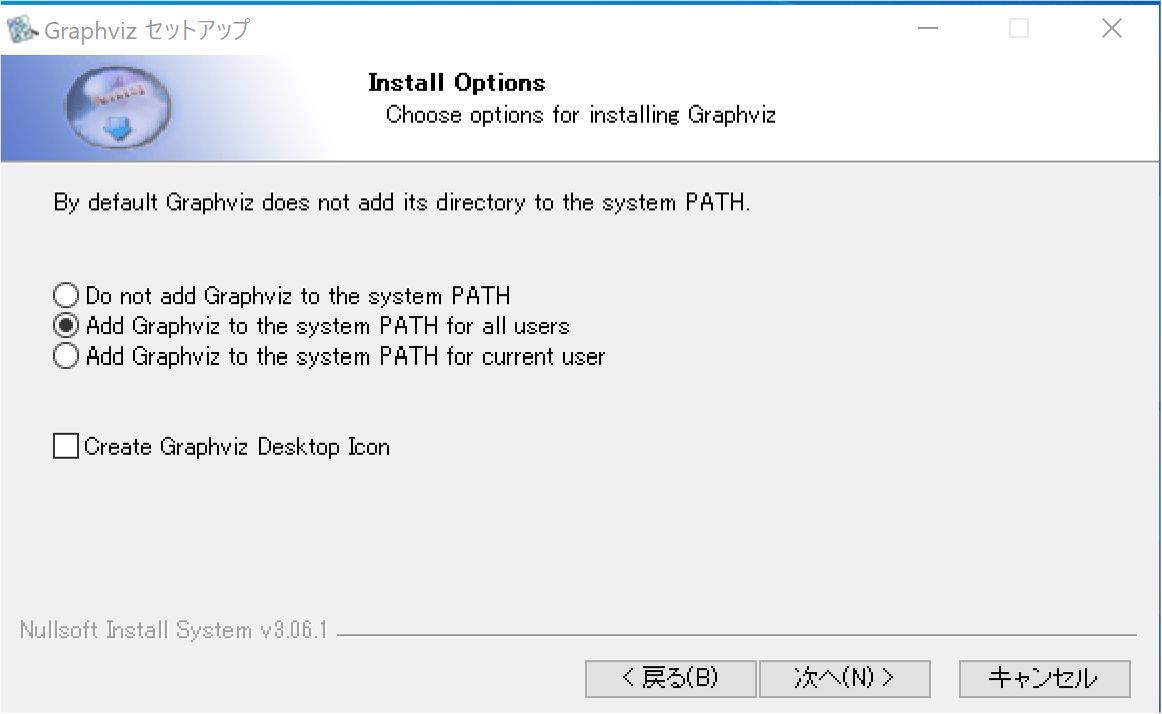 Graphviz セットアップ
Install Options
Choose options for installing Graphviz
By default Graphviz does not add its directory to the system PATH.
Do not add Graphviz to the system PATH
Add Graphviz to the system PATH for all users
Add Graphviz to the system PATH for current user
Create Graphviz Desktop Icon
Nullsoft Install System v3.06.1
< 戻る(B)
次へ(N) >
キャンセル